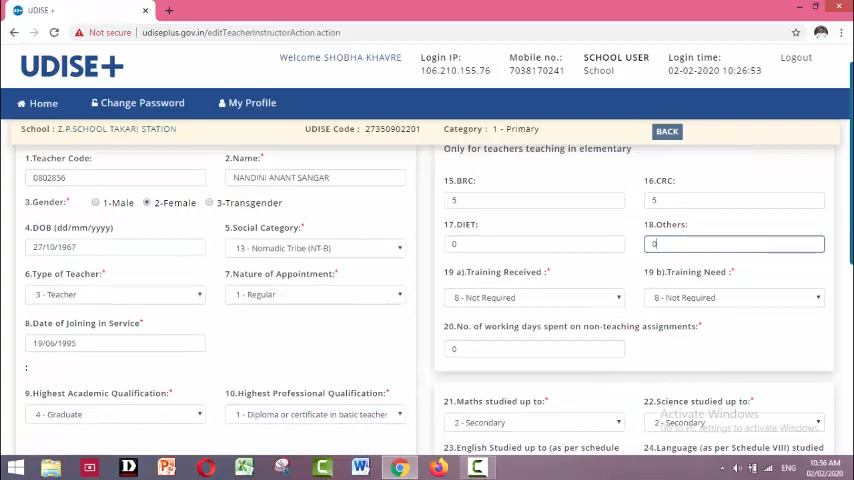 UDISE +
Not secure | udiseplus.gov.in/editTeacherInstructorAction.action
UDISE+
Welcome SHOBHA KHAVRE
Login IP:
106.210.155.76
Mobile no.:
7038170241
SCHOOL USER
School
Login time:
02-02-2020 10:26:53
Logout
Home
Change Password
My Profile
School : Z.P.SCHOOL TAKARI STATION
UDISE Code : 27350902201
Category : 1 - Primary
BACK
1.Teacher Code:
0802856
2.Name:*
NANDINI ANANT SANGAR
3.Gender:*
1-Male
2-Female
3-Transgender
4.DOB (dd/mm/yyyy)
27/10/1967
5.Social Category:*
13 - Nomadic Tribe (NT-B)
6.Type of Teacher:*
3 - Teacher
7.Nature of Appointment:*
1 - Regular
8.Date of Joining in Service*
19/06/1995
:
9.Highest Academic Qualification:*
4 - Graduate
10.Highest Professional Qualification:*
1 - Diploma or certificate in basic teacher
Only for teachers teaching in elementary
15.BRC:
5
16.CRC:
5
17.DIET:
0
18.Others:
0
19 a).Training Received :*
8 - Not Required
19 b).Training Need :*
8 - Not Required
20.No. of working days spent on non-teaching assignments:*
0
21.Maths studied up to:*
2 - Secondary
22.Science studied up to:*
2 - Secondary
23.English Studied up to (as per schedule
24.Language (as per Schedule VIII) studied
Activate Windows
Go to PC settings to activate Windows.
ENG
10:56 AM
02/02/2020